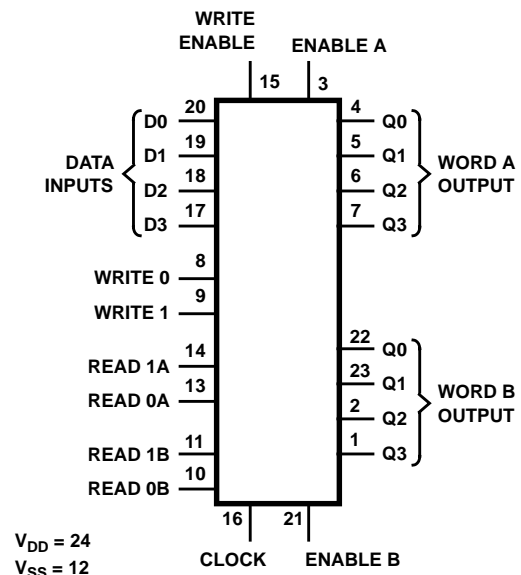 WRITE
ENABLE
ENABLE A
15
3
20
D0
19
D1
18
D2
17
D3
DATA
INPUTS
4
Q0
5
Q1
6
Q2
7
Q3
WORD A
OUTPUT
8
WRITE 0
9
WRITE 1
14
READ 1A
13
READ 0A
11
READ 1B
10
READ 0B
22
Q0
23
Q1
2
Q2
1
Q3
WORD B
OUTPUT
16
21
CLOCK
ENABLE B
VDD = 24
VSS = 12